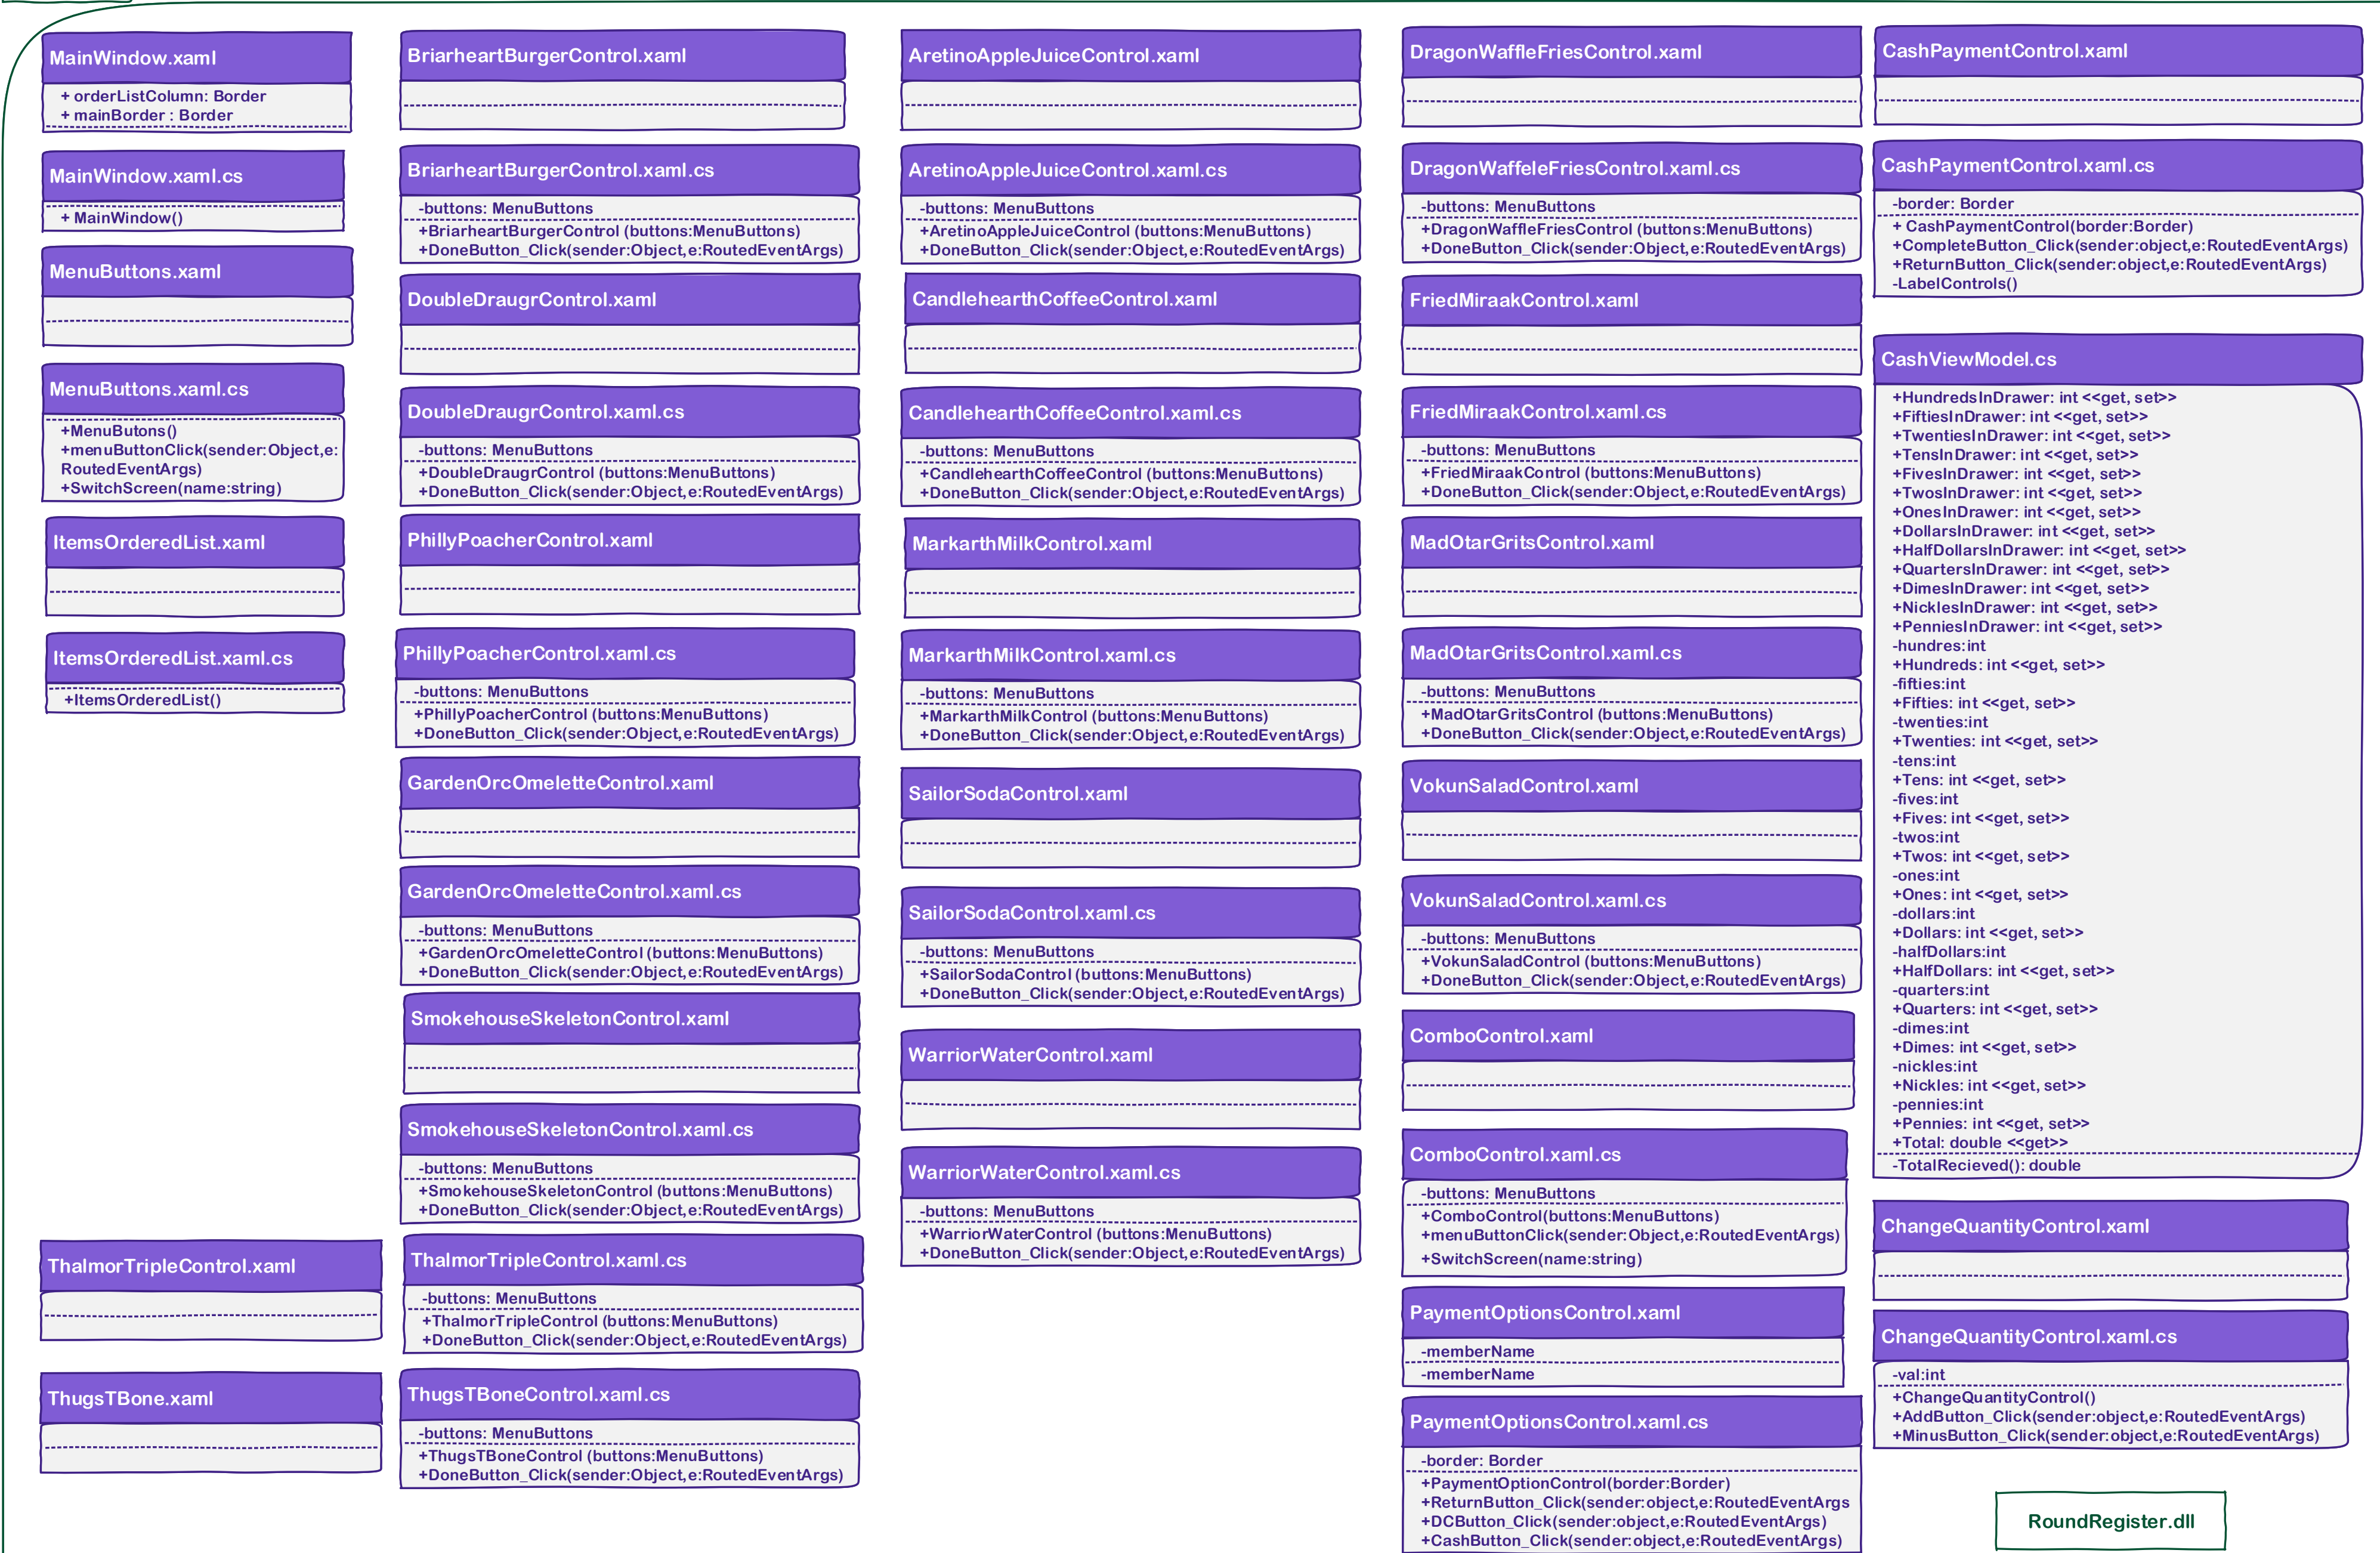 MainWindow.xaml
+ orderListColumn: Border
+ mainBorder : Border
MainWindow.xaml.cs
+ MainWindow()
MenuButtons.xaml
MenuButtons.xaml.cs
+MenuButons()
+menuButtonClick(sender:Object,e:
RoutedEventArgs)
+SwitchScreen(name:string)
ItemsOrderedList.xaml
ItemsOrderedList.xaml.cs
+ItemsOrderedList()
ThalmorTripleControl.xaml
ThugsTBone.xaml
BriarheartBurgerControl.xaml
BriarheartBurgerControl.xaml.cs
-buttons: MenuButtons
+BriarheartBurgerControl (buttons:MenuButtons)
+DoneButton_Click(sender:Object,e:RoutedEventArgs)
DoubleDraugrControl.xaml
DoubleDraugrControl.xaml.cs
-buttons: MenuButtons
+DoubleDraugrControl (buttons:MenuButtons)
+DoneButton_Click(sender:Object,e:RoutedEventArgs)
PhillyPoacherControl.xaml
PhillyPoacherControl.xaml.cs
-buttons: MenuButtons
+PhillyPoacherControl (buttons:MenuButtons)
+DoneButton_Click(sender:Object,e:RoutedEventArgs)
GardenOrcOmeletteControl.xaml
GardenOrcOmeletteControl.xaml.cs
-buttons: MenuButtons
+GardenOrcOmeletteControl (buttons:MenuButtons)
+DoneButton_Click(sender:Object,e:RoutedEventArgs)
SmokehouseSkeletonControl.xaml
SmokehouseSkeletonControl.xaml.cs
-buttons: MenuButtons
+SmokehouseSkeletonControl (buttons:MenuButtons)
+DoneButton_Click(sender:Object,e:RoutedEventArgs)
ThalmorTripleControl.xaml.cs
-buttons: MenuButtons
+ThalmorTripleControl (buttons:MenuButtons)
+DoneButton_Click(sender:Object,e:RoutedEventArgs)
ThugsTBoneControl.xaml.cs
-buttons: MenuButtons
+ThugsTBoneControl (buttons:MenuButtons)
+DoneButton_Click(sender:Object,e:RoutedEventArgs)
AretinoAppleJuiceControl.xaml
AretinoAppleJuiceControl.xaml.cs
-buttons: MenuButtons
+AretinoAppleJuiceControl (buttons:MenuButtons)
+DoneButton_Click(sender:Object,e:RoutedEventArgs)
CandlehearthCoffeeControl.xaml
CandlehearthCoffeeControl.xaml.cs
-buttons: MenuButtons
+CandlehearthCoffeeControl (buttons:MenuButtons)
+DoneButton_Click(sender:Object,e:RoutedEventArgs)
MarkarthMilkControl.xaml
MarkarthMilkControl.xaml.cs
-buttons: MenuButtons
+MarkarthMilkControl (buttons:MenuButtons)
+DoneButton_Click(sender:Object,e:RoutedEventArgs)
SailorSodaControl.xaml
SailorSodaControl.xaml.cs
-buttons: MenuButtons
+SailorSodaControl (buttons:MenuButtons)
+DoneButton_Click(sender:Object,e:RoutedEventArgs)
WarriorWaterControl.xaml
WarriorWaterControl.xaml.cs
-buttons: MenuButtons
+WarriorWaterControl (buttons:MenuButtons)
+DoneButton_Click(sender:Object,e:RoutedEventArgs)
DragonWaffleFriesControl.xaml
DragonWaffeleFriesControl.xaml.cs
-buttons: MenuButtons
+DragonWaffleFriesControl (buttons:MenuButtons)
+DoneButton_Click(sender:Object,e:RoutedEventArgs)
FriedMiraakControl.xaml
FriedMiraakControl.xaml.cs
-buttons: MenuButtons
+FriedMiraakControl (buttons:MenuButtons)
+DoneButton_Click(sender:Object,e:RoutedEventArgs)
MadOtarGritsControl.xaml
MadOtarGritsControl.xaml.cs
-buttons: MenuButtons
+MadOtarGritsControl (buttons:MenuButtons)
+DoneButton_Click(sender:Object,e:RoutedEventArgs)
VokunSaladControl.xaml
VokunSaladControl.xaml.cs
-buttons: MenuButtons
+VokunSaladControl (buttons:MenuButtons)
+DoneButton_Click(sender:Object,e:RoutedEventArgs)
ComboControl.xaml
ComboControl.xaml.cs
-buttons: MenuButtons
+ComboControl(buttons:MenuButtons)
+menuButtonClick(sender:Object,e:RoutedEventArgs)
+SwitchScreen(name:string)
PaymentOptionsControl.xaml
-memberName
-memberName
PaymentOptionsControl.xaml.cs
-border: Border
+PaymentOptionControl(border:Border)
+ReturnButton_Click(sender:object,e:RoutedEventArgs
+DCButton_Click(sender:object,e:RoutedEventArgs)
+CashButton_Click(sender:object,e:RoutedEventArgs)
CashPaymentControl.xaml
CashPaymentControl.xaml.cs
-border: Border
+ CashPaymentControl(border:Border)
+CompleteButton_Click(sender:object,e:RoutedEventArgs)
+ReturnButton_Click(sender:object,e:RoutedEventArgs)
-LabelControls()
CashViewModel.cs
+HundredsInDrawer: int <<get, set>>
+FiftiesInDrawer: int <<get, set>>
+TwentiesInDrawer: int <<get, set>>
+TensInDrawer: int <<get, set>>
+FivesInDrawer: int <<get, set>>
+TwosInDrawer: int <<get, set>>
+OnesInDrawer: int <<get, set>>
+DollarsInDrawer: int <<get, set>>
+HalfDollarsInDrawer: int <<get, set>>
+QuartersInDrawer: int <<get, set>>
+DimesInDrawer: int <<get, set>>
+NicklesInDrawer: int <<get, set>>
+PenniesInDrawer: int <<get, set>>
-hundres:int
+Hundreds: int <<get, set>>
-fifties:int
+Fifties: int <<get, set>>
-twenties:int
+Twenties: int <<get, set>>
-tens:int
+Tens: int <<get, set>>
-fives:int
+Fives: int <<get, set>>
-twos:int
+Twos: int <<get, set>>
-ones:int
+Ones: int <<get, set>>
-dollars:int
+Dollars: int <<get, set>>
-halfDollars:int
+HalfDollars: int <<get, set>>
-quarters:int
+Quarters: int <<get, set>>
-dimes:int
+Dimes: int <<get, set>>
-nickles:int
+Nickles: int <<get, set>>
-pennies:int
+Pennies: int <<get, set>>
+Total: double <<get>>
-TotalRecieved(): double
ChangeQuantityControl.xaml
ChangeQuantityControl.xaml.cs
-val:int
+ChangeQuantityControl()
+AddButton_Click(sender:object,e:RoutedEventArgs)
+MinusButton_Click(sender:object,e:RoutedEventArgs)
RoundRegister.dll